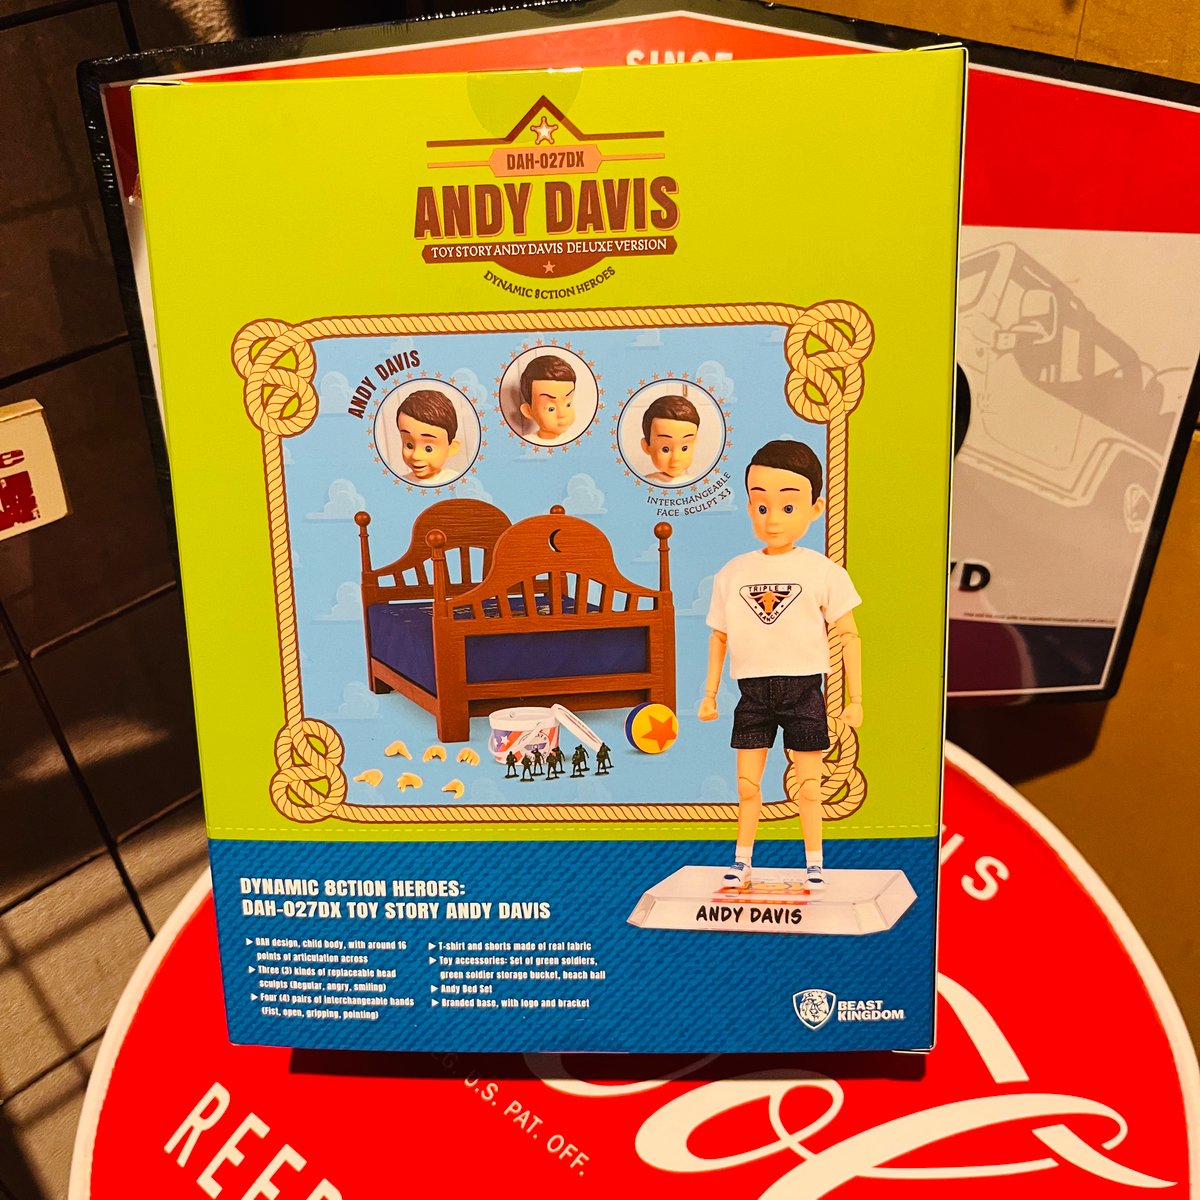 SINCE
DAH-027DX
ANDY DAVIS
TOY STORY ANDY DAVIS DELUXE VERSION
DYNAMIC 8CTION HEROES
ANDY DAVIS
INTERCHANGEABLE
FACE SCULPT X3
TRIPLE R
RANCH
ANDY DAVIS
DYNAMIC 8CTION HEROES:
DAH-027DX TOY STORY ANDY DAVIS
▶ DAH design, child body, with around 16
points of articulation across
▶ Three (3) kinds of replaceable head
sculpts (Regular, angry, smiling)
▶ Four (4) pairs of interchangeable hands
(Fist, open, gripping, pointing)
▶ T-shirt and shorts made of real fabric
▶ Toy accessories: Set of green soldiers,
green soldier storage bucket, beach ball
▶ Andy Bed Set
▶ Branded base, with logo and bracket
BEAST
KINGDOM
U.S. PAT. OFF.